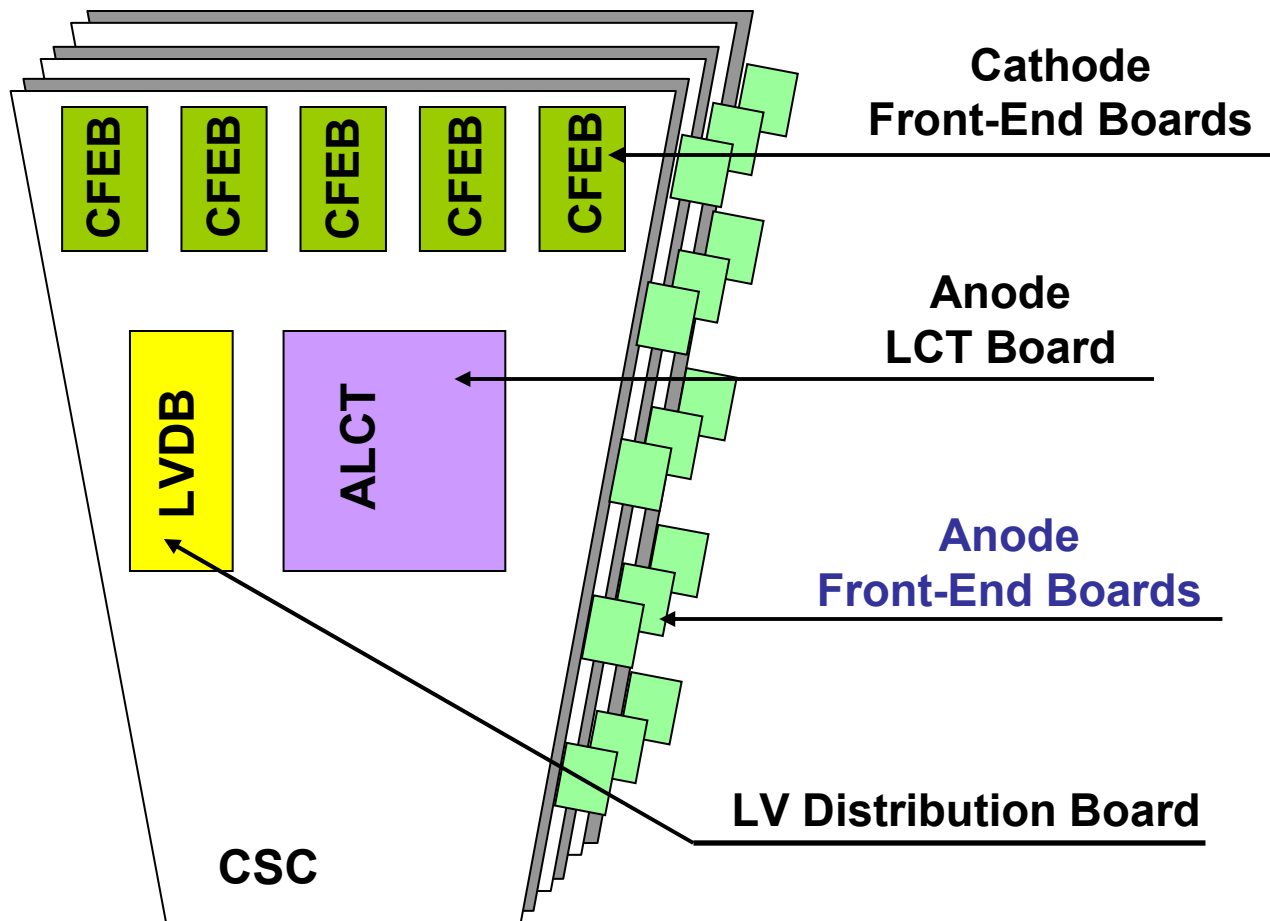 Cathode
Front-End Boards
CFEB
CFEB
CFEB
CFEB
CFEB
Anode
LCT Board
LVDB
ALCT
Anode
Front-End Boards
LV Distribution Board
CSC